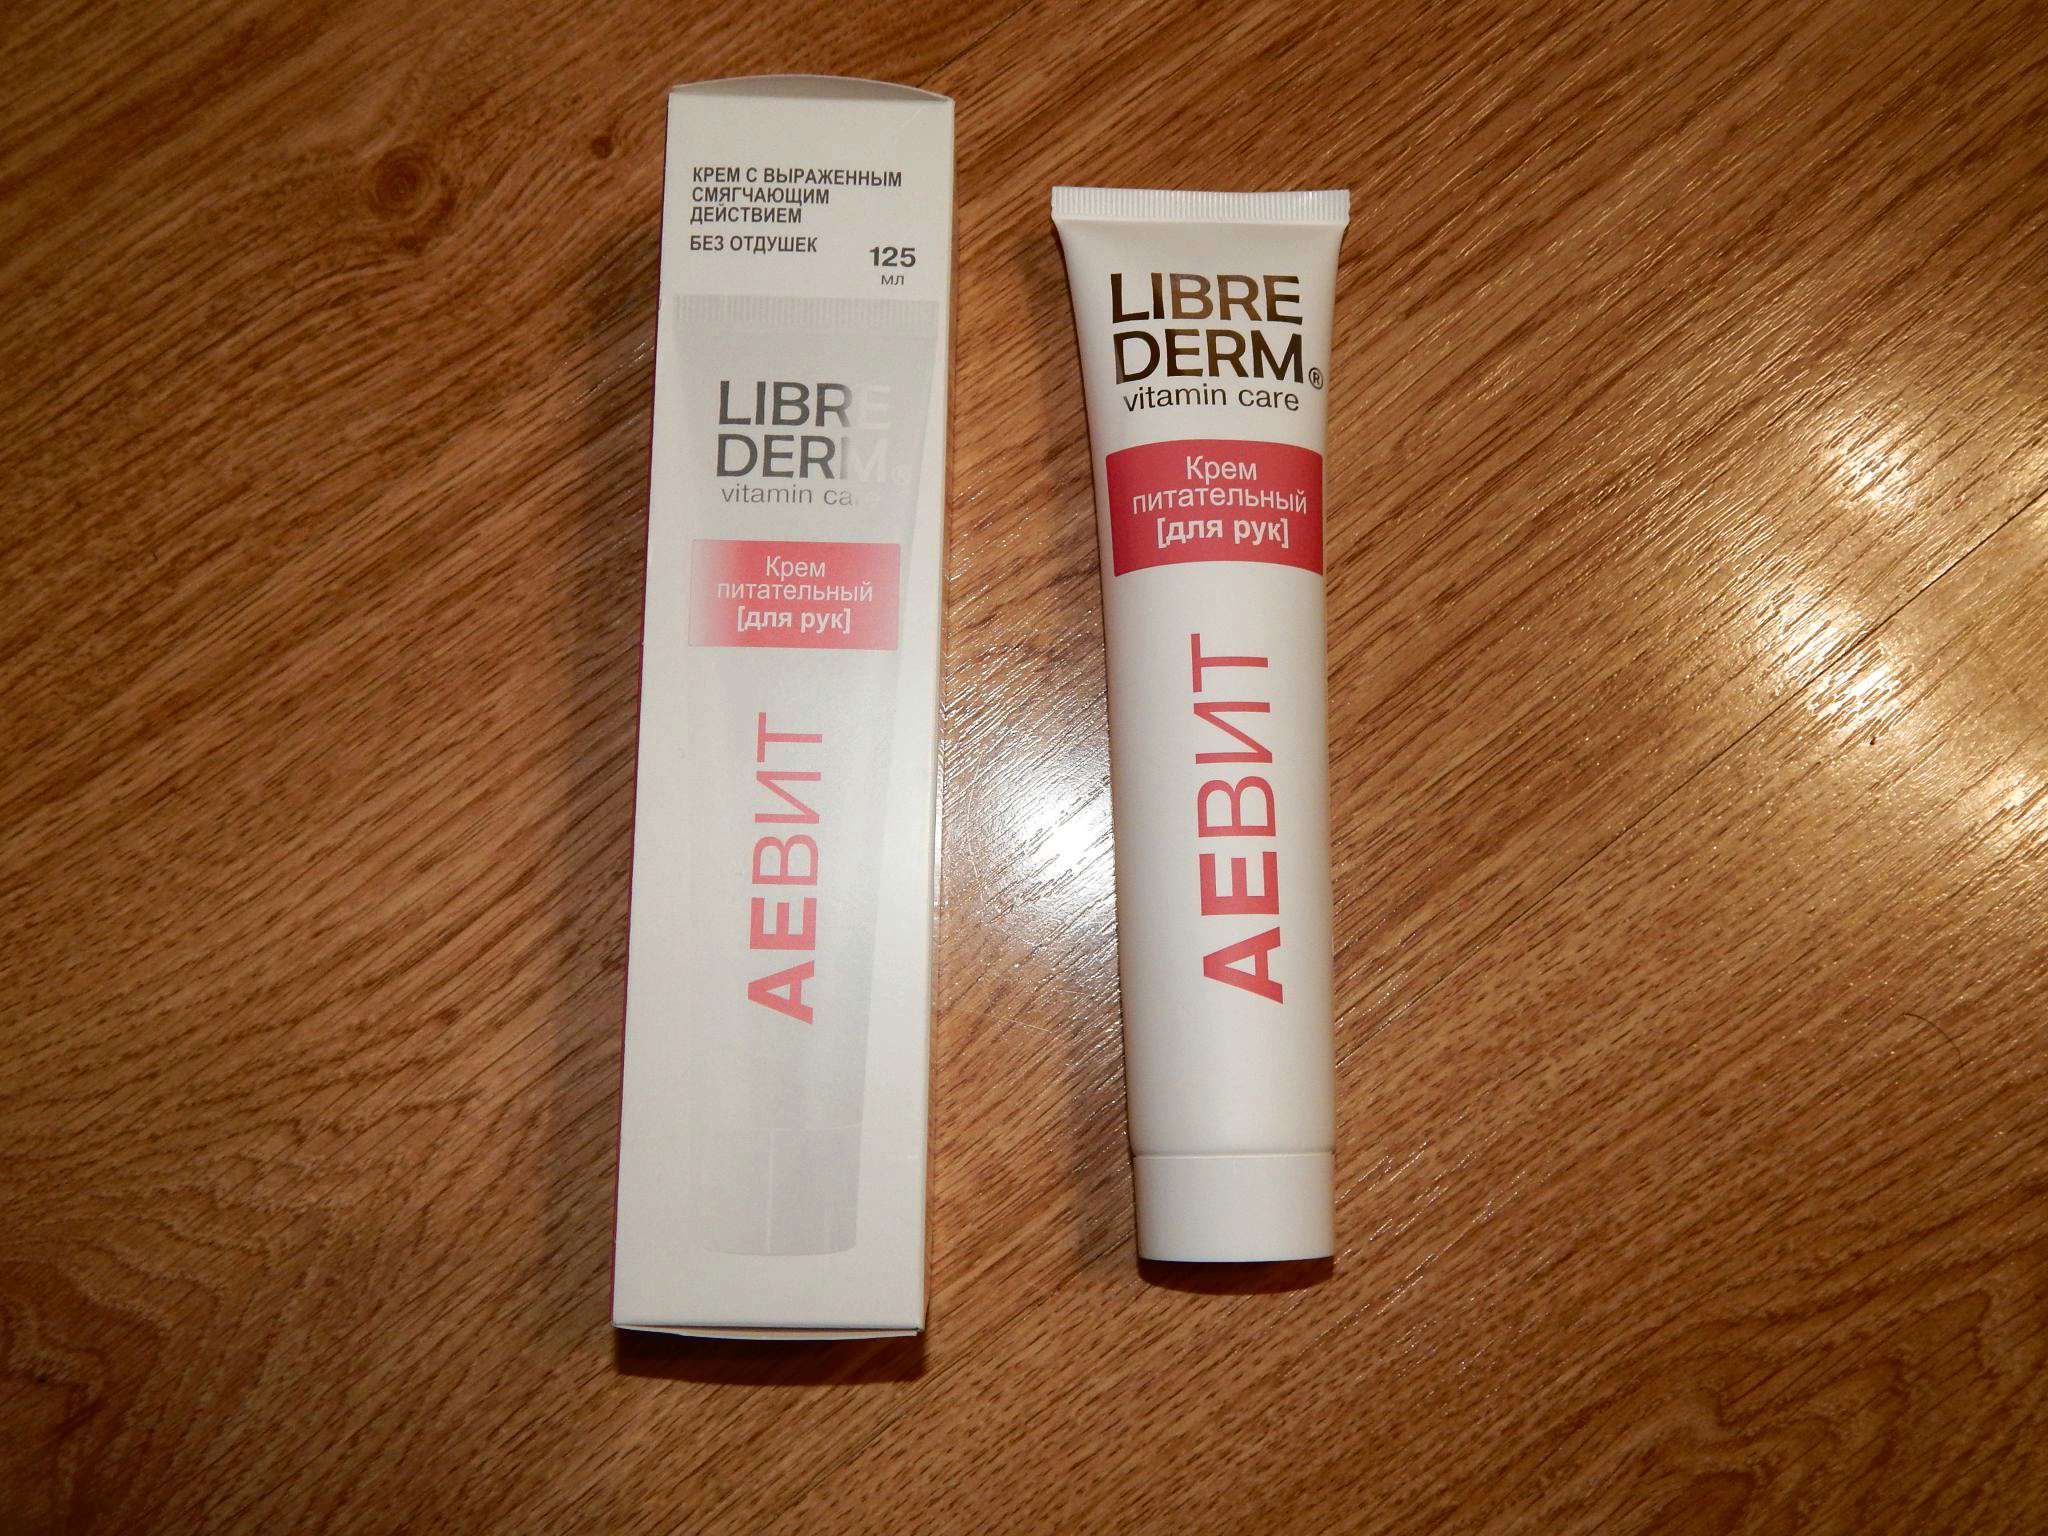 КРЕМ С ВЫРАЖЕННЫМ
СМЯГЧАЮЩИМ
ДЕЙСТВИЕМ
БЕЗ ОТДУШЕК
125
мл
LIBRE
DERM®
vitamin care
Крем
питательный
[для рук]
АЕВИТ
LIBRE
DERM®
vitamin care
Крем
питательный
[для рук]
АЕВИТ